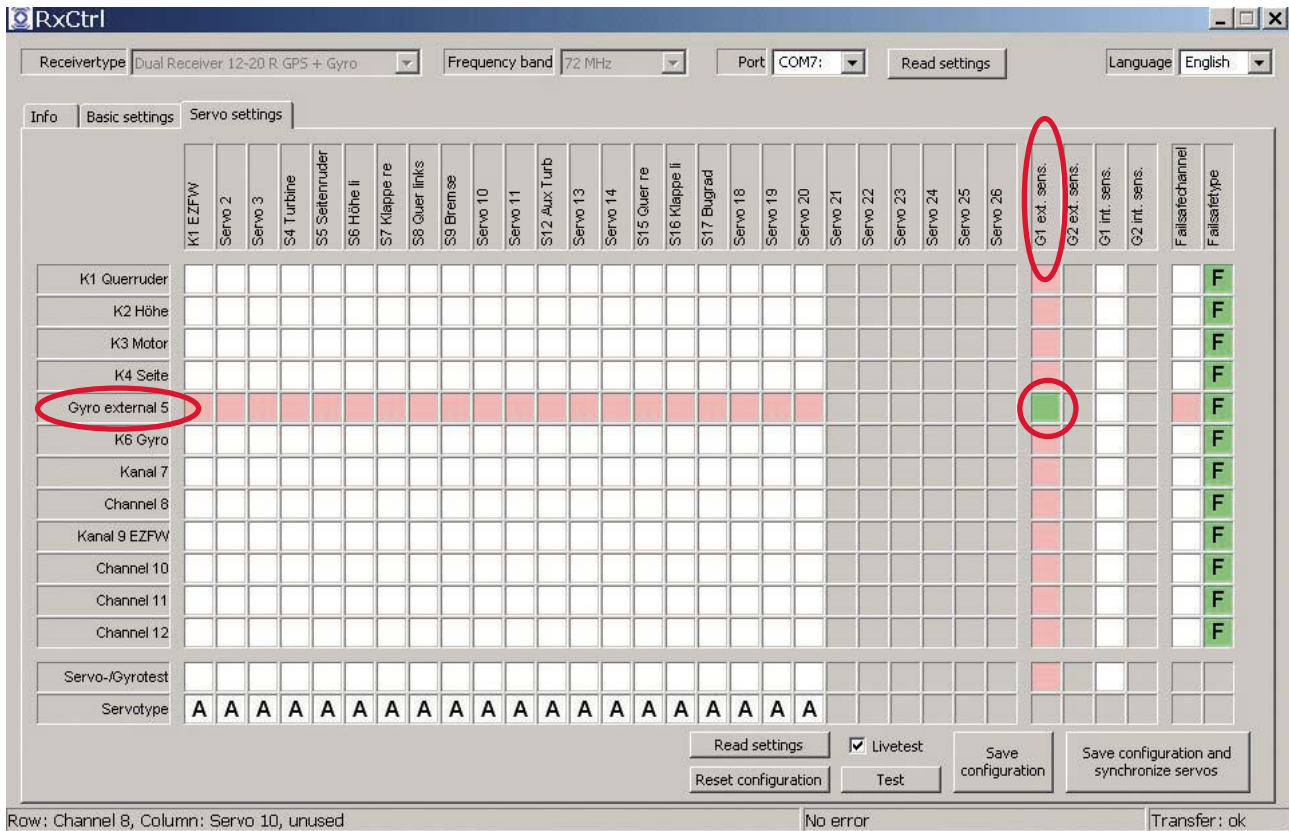 RxCtrl
Receivertype Dual Receiver 12-20 R GPS + Gyro Frequency band 72 MHz Port COM7: Read settings Language English
Info Basic settings Servo settings
K1 EZFW
Servo 2
Servo 3
S4 Turbine
S5 Seitenruder
S6 Höhe li
S7 Klappe re
S8 Quer links
S9 Bremse
Servo 10
Servo 11
S12 Aux Turb
Servo 13
Servo 14
S15 Quer re
S16 Klappe li
S17 Bugrad
Servo 18
Servo 19
Servo 20
Servo 21
Servo 22
Servo 23
Servo 24
Servo 25
Servo 26
G1 ext. sens.
G2 ext. sens.
G1 int. sens.
G2 int. sens.
Failsafechannel
Failsafetype
K1 Querruder F
K2 Höhe F
K3 Motor F
K4 Seite F
Gyro external 5 F
K6 Gyro F
Kanal 7 F
Channel 8 F
Kanal 9 EZFW F
Channel 10 F
Channel 11 F
Channel 12 F
Servo-/Gyrotest
Servotype A A A A A A A A A A A A A A A A A A A A
Read settings Livetest
Reset configuration Test
Save
configuration
Save configuration and
synchronize servos
Row: Channel 8, Column: Servo 10, unused No error Transfer: ok